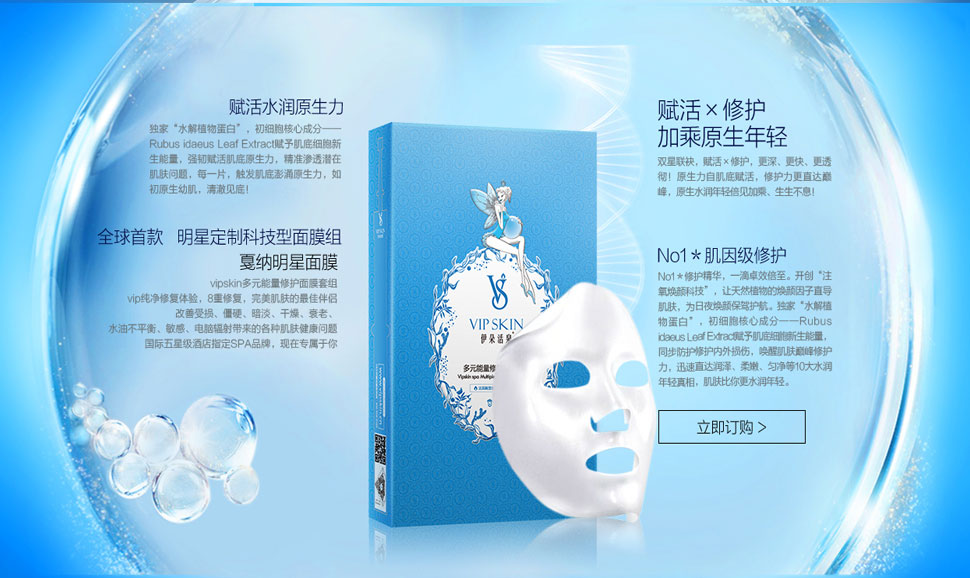 赋活水润原生力
独家“水解植物蛋白”，初细胞核心成分——
Rubus idaeus Leaf Extract赋予肌底细胞新
生能量，强韧赋活肌底原生力，精准渗透潜在
肌肤问题，每一片，触发肌底澎涌原生力，如
初原生幼肌，清澈见底！
全球首款 明星定制科技型面膜组
戛纳明星面膜
vipskin多元能量修护面膜套组
vip纯净修复体验，8重修复，完美肌肤的最佳伴侣
改善受损、僵硬、暗淡、干燥、衰老、
水油不平衡、敏感、电脑辐射带来的各种肌肤健康问题
国际五星级酒店指定SPA品牌，现在专属于你
VS
VIP SKIN
伊朵活泉
多元能量修
Vipskin spa Multiple
赋活×修护
加乘原生年轻
双星联袂，赋活×修护，更深、更快、更透
彻！原生力自肌底赋活，修护力更直达巅
峰，原生水润年轻倍见加乘、生生不息！
No1＊肌因级修护
No1＊修护精华，一滴卓效倍至。开创“注
氧焕颜科技”，让天然植物的焕颜因子直导
肌肤，为日夜焕颜保驾护航。独家“水解植
物蛋白”，初细胞核心成分——Rubus
idaeus Leaf Extract赋予肌底细胞新生能量，
同步防护修护内外损伤，唤醒肌肤巅峰修护
力，迅速直达润泽、柔嫩、匀净等10大水润
年轻真相，肌肤比你更水润年轻。
立即订购 >